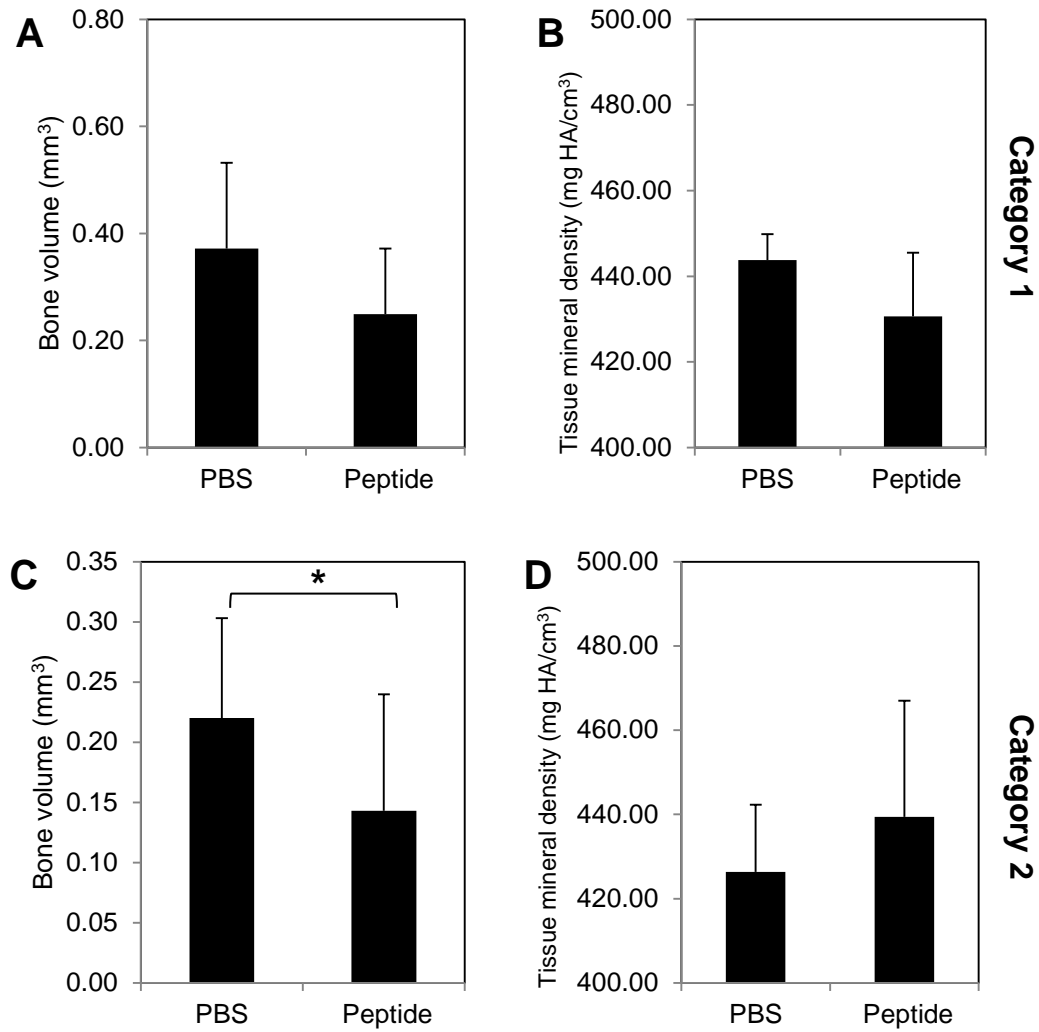 A
Bone volume (mm³)
0.80
0.60
0.40
0.20
0.00
PBS Peptide
B
Tissue mineral density (mg HA/cm³)
500.00
480.00
460.00
440.00
420.00
400.00
PBS Peptide
Category 1
C
Bone volume (mm³)
0.35
0.30
0.25
0.20
0.15
0.10
0.05
0.00
*
PBS Peptide
D
Tissue mineral density (mg HA/cm³)
500.00
480.00
460.00
440.00
420.00
400.00
PBS Peptide
Category 2